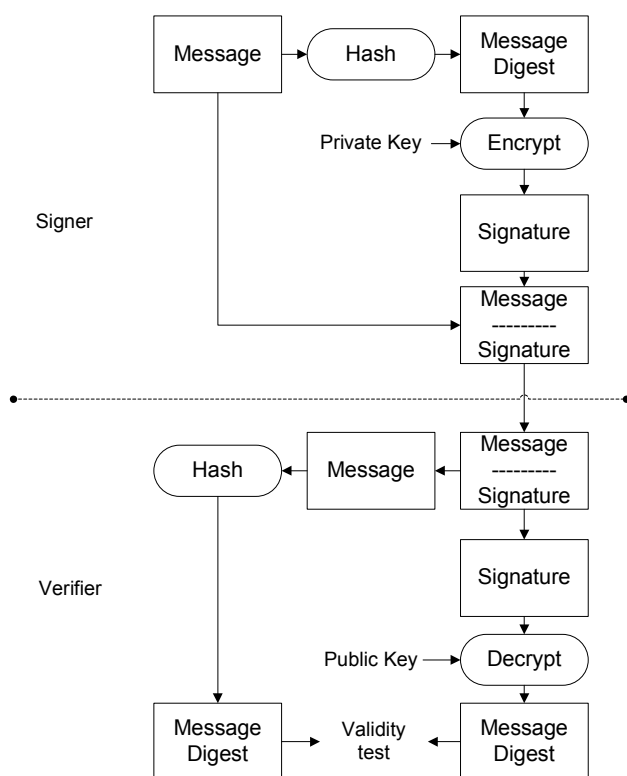 Message
Hash
Message
Digest
Private Key
Encrypt
Signer
Signature
Message
---------
Signature
Hash
Message
Message
---------
Signature
Verifier
Signature
Public Key
Decrypt
Message
Digest
Validity
test
Message
Digest